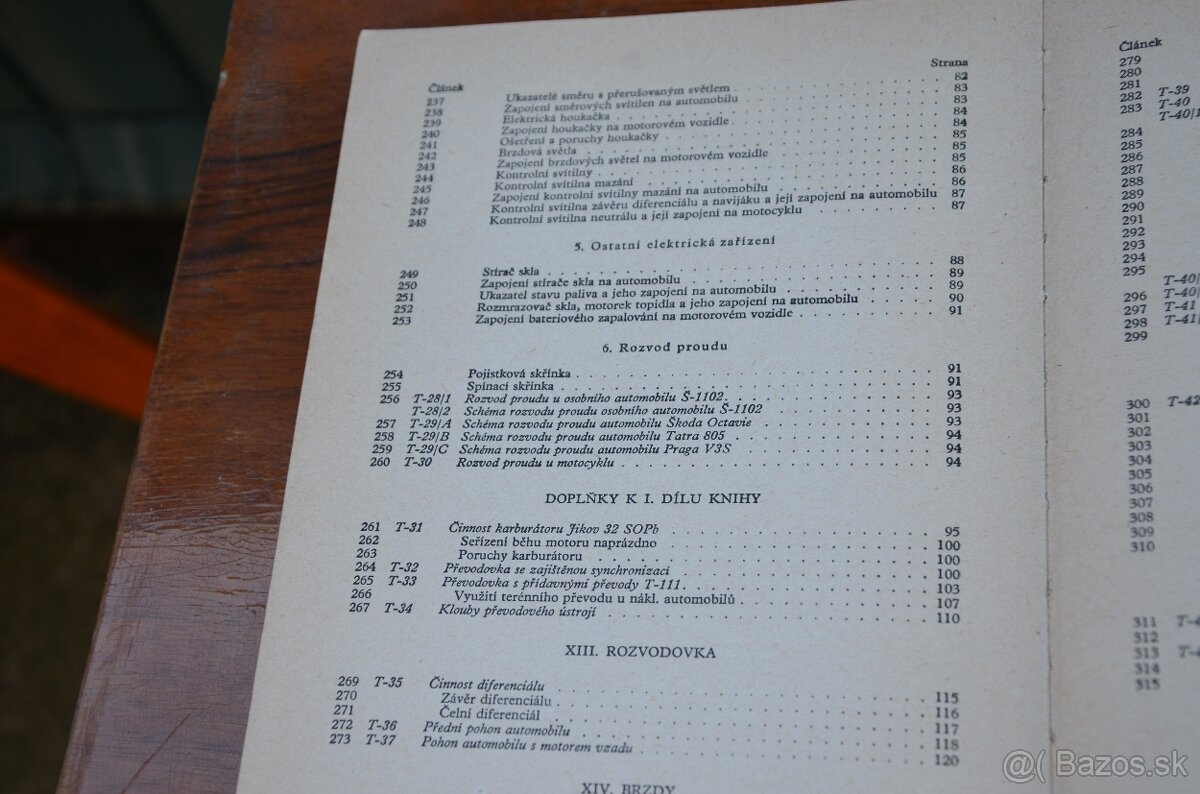 Článek Strana
237 Ukazatelé směru s přerušovaným světlem 82
238 Zapojení směrových svítilen na automobilu 83
239 Elektrická houkačka 83
240 Zapojení houkačky na motorovém vozidle 84
241 Ošetření a poruchy houkačky 84
242 Brzdová světla 85
243 Zapojení brzdových světel na motorovém vozidle 85
244 Kontrolní svítilny 85
245 Kontrolní svítilna mazání 86
246 Zapojení kontrolní svítilny mazání na automobilu 86
247 Kontrolní svítilna závěru diferenciálu a navijáku a její zapojení na automobilu 87
248 Kontrolní svítilna neutrálu a její zapojení na motocyklu 87
5. Ostatní elektrická zařízení
249 Stírač skla 88
250 Zapojení stírače skla na automobilu 89
251 Ukazatel stavu paliva a jeho zapojení na automobilu 89
252 Rozmrazovač skla, motorek topidla a jeho zapojení na automobilu 90
253 Zapojení bateriového zapalování na motorovém vozidle 91
6. Rozvod proudu
254 Pojistková skřínka 91
255 Spínací skřínka 91
256 T-28/1 Rozvod proudu u osobního automobilu Š-1102 93
T-28/2 Schéma rozvodu proudu osobního automobilu Š-1102 93
257 T-29/A Schéma rozvodu proudu automobilu Škoda Octavie 93
258 T-29/B Schéma rozvodu proudu automobilu Tatra 805 94
259 T-29/C Schéma rozvodu proudu automobilu Praga V3S 94
260 T-30 Rozvod proudu u motocyklu 94
DOPLŇKY K I. DÍLU KNIHY
261 T-31 Činnost karburátoru Jikov 32 SOPb 95
262 Seřízení běhu motoru naprázdno 100
263 Poruchy karburátoru 100
264 T-32 Převodovka se zajištěnou synchronizací 100
265 T-33 Převodovka s přídavnými převody T-111 103
266 Využití terénního převodu u nákl. automobilů 107
267 T-34 Klouby převodového ústrojí 110
XIII. ROZVODOVKA
269 T-35 Činnost diferenciálu 115
270 Závěr diferenciálu 116
271 Čelní diferenciál 117
272 T-36 Přední pohon automobilu 118
273 T-37 Pohon automobilu s motorem vzadu 120
XIV. BRZDY
Článek
279
280
281
282 T-39
283 T-40
T-40/1
284
285
286
287
288
289
290
291
292
293
294
295
T-40/
296 T-40/
297 T-41/
298 T-41/
299
300 T-42
301
302
303
304
305
306
307
308
309
310
311
312
313
314
315
@( Bazos.sk